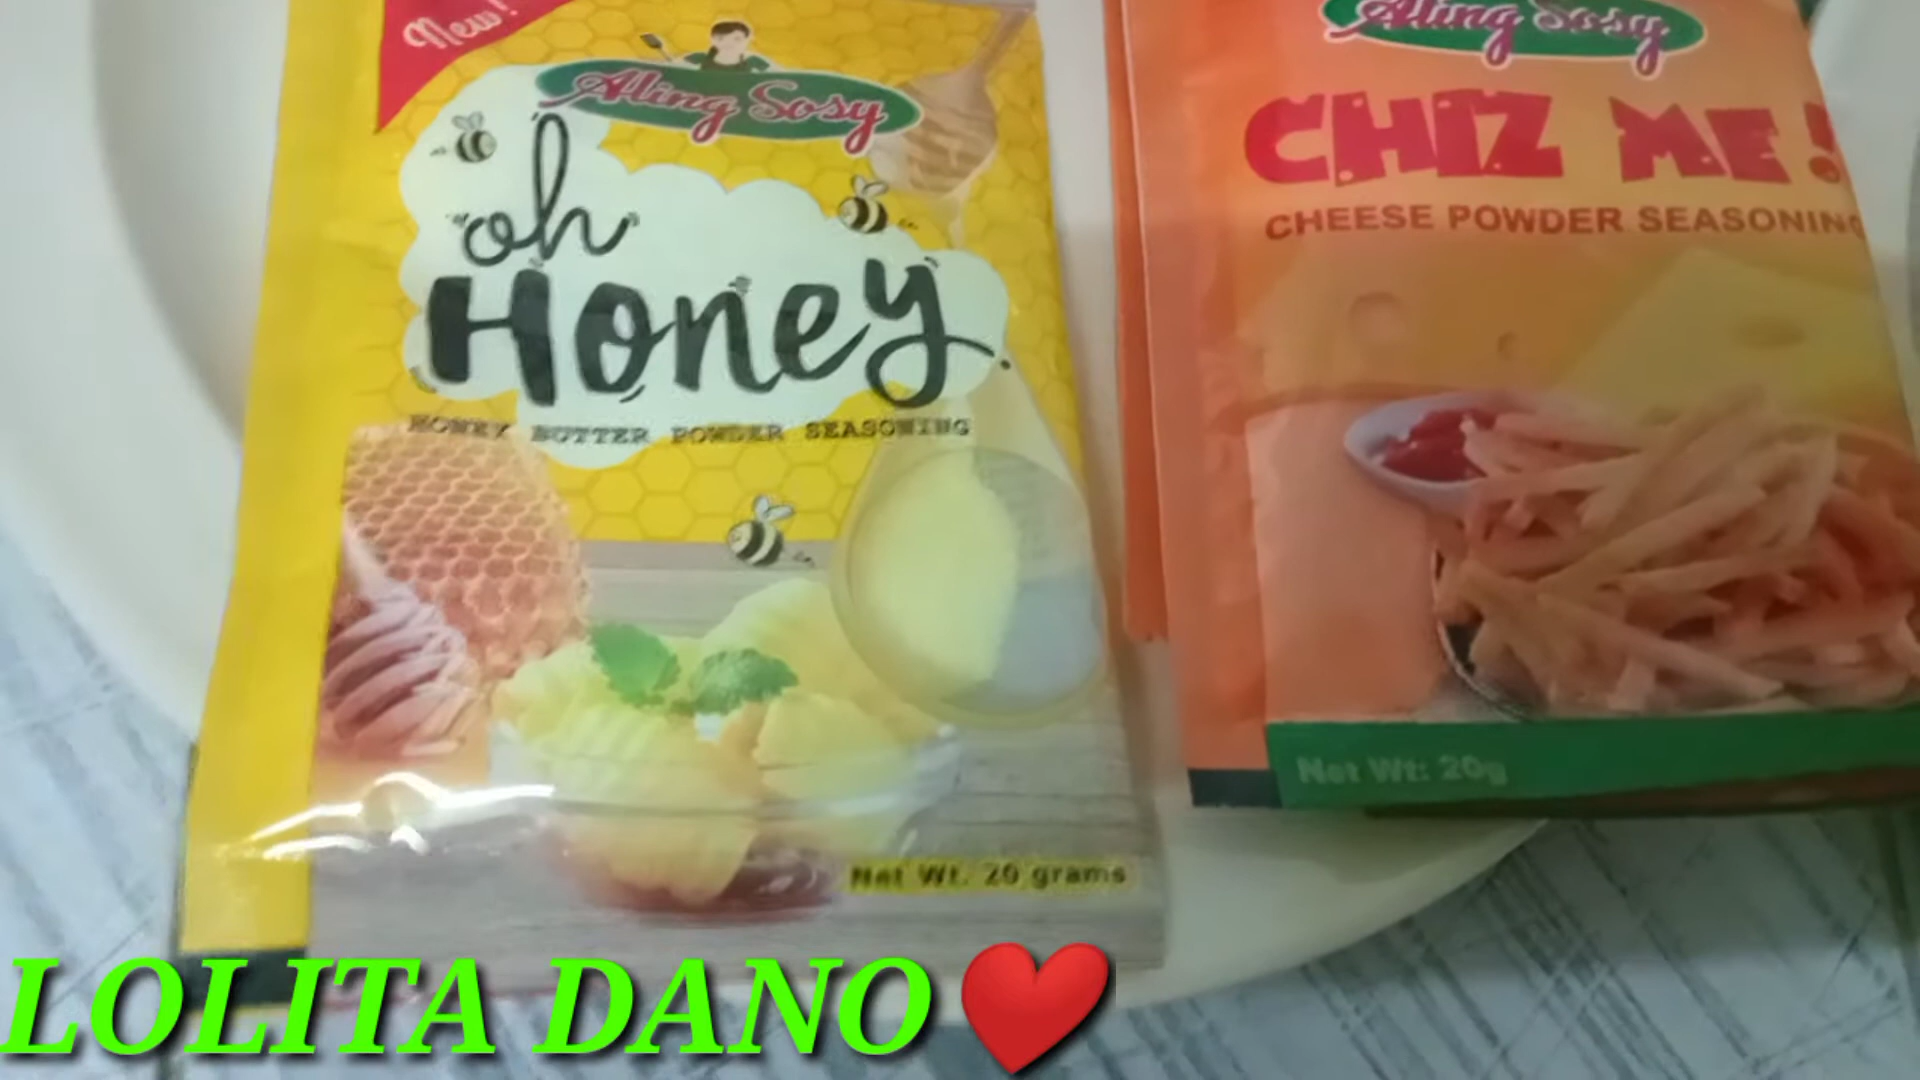 New!
Aling Sosy
oh
Honey
HONEY BUTTER POWDER SEASONING
Net Wt. 20 grams
Aling Sosy
CHIZ ME!
CHEESE POWDER SEASONING
Net Wt: 20g
LOLITA DANO❤️